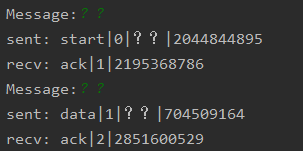 Message:？？
sent: start|0|？？|2044844895
recv: ack|1|2195368786
Message:？？
sent: data|1|？？|704509164
recv: ack|2|2851600529